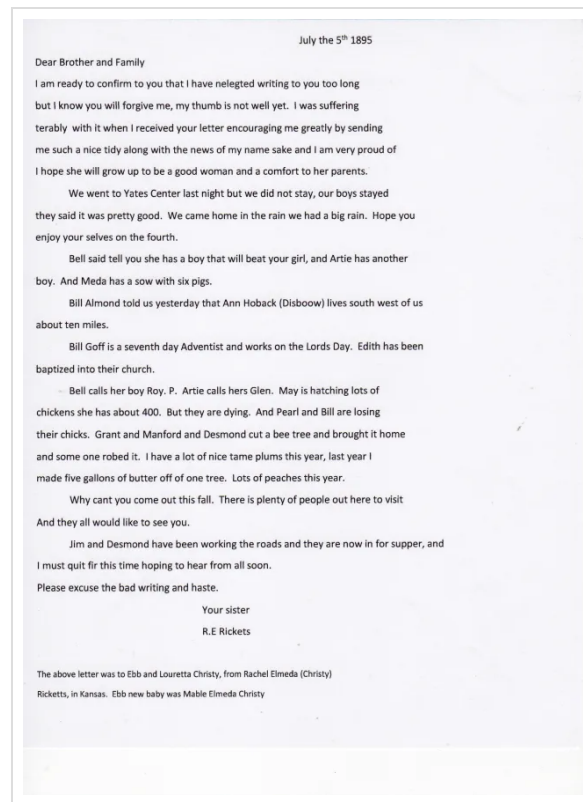 July the 5th 1895
Dear Brother and Family
I am ready to confirm to you that I have nelegted writing to you too long
but I know you will forgive me, my thumb is not well yet.  I was suffering
terably  with it when I received your letter encouraging me greatly by sending
me such a nice tidy along with the news of my name sake and I am very proud of
I hope she will grow up to be a good woman and a comfort to her parents.
We went to Yates Center last night but we did not stay, our boys stayed
they said it was pretty good.  We came home in the rain we had a big rain.  Hope you
enjoy your selves on the fourth.
Bell said tell you she has a boy that will beat your girl, and Artie has another
boy.  And Meda has a sow with six pigs.
Bill Almond told us yesterday that Ann Hoback (Disboow) lives south west of us
about ten miles.
Bill Goff is a seventh day Adventist and works on the Lords Day.  Edith has been
baptized into their church.
Bell calls her boy Roy. P.  Artie calls hers Glen.  May is hatching lots of
chickens she has about 400.  But they are dying.  And Pearl and Bill are losing
their chicks.  Grant and Manford and Desmond cut a bee tree and brought it home
and some one robed it.  I have a lot of nice tame plums this year, last year I
made five gallons of butter off of one tree.  Lots of peaches this year.
Why cant you come out this fall.  There is plenty of people out here to visit
And they all would like to see you.
Jim and Desmond have been working the roads and they are now in for supper, and
I must quit fir this time hoping to hear from all soon.
Please excuse the bad writing and haste.
Your sister
R.E Rickets
The above letter was to Ebb and Louretta Christy, from Rachel Elmeda (Christy)
Ricketts, in Kansas.  Ebb new baby was Mable Elmeda Christy